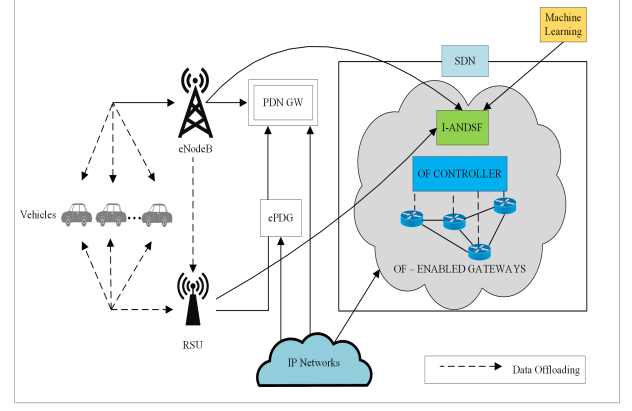 Machine
Learning
SDN
PDN GW
I-ANDSF
eNodeB
OF CONTROLLER
Vehicles
ePDG
OF – ENABLED GATEWAYS
RSU
IP Networks
Data Offloading